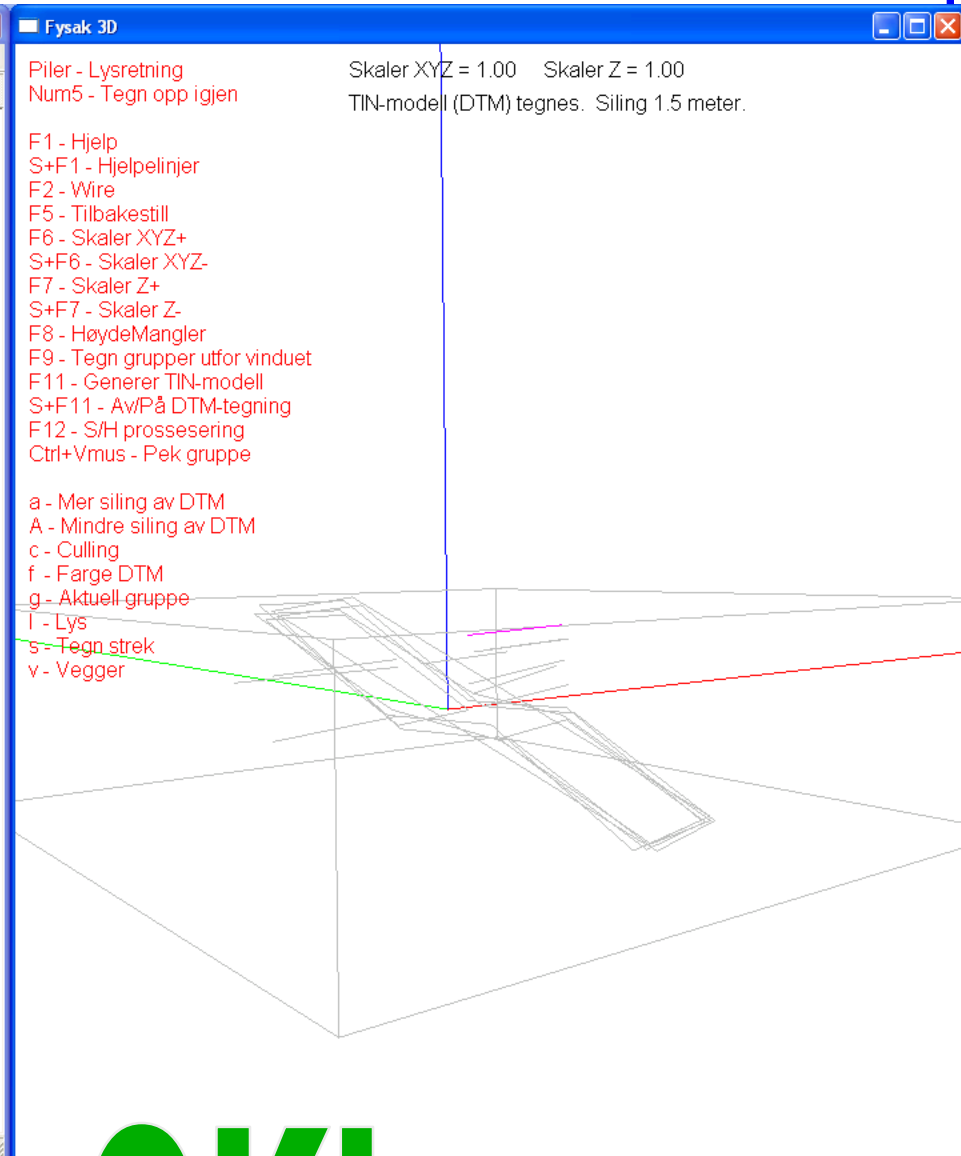 Fysak 3D
Piler - Lysretning
Num5 - Tegn opp igjen
Skaler XYZ = 1.00 Skaler Z = 1.00
TIN-modell (DTM) tegnes. Siling 1.5 meter.
F1 - Hjelp
S+F1 - Hjelpelinjer
F2 - Wire
F5 - Tilbakestill
F6 - Skaler XYZ+
S+F6 - Skaler XYZ-
F7 - Skaler Z+
S+F7 - Skaler Z-
F8 - HøydeMangler
F9 - Tegn grupper utfor vinduet
F11 - Generer TIN-modell
S+F11 - Av/På DTM-tegning
F12 - S/H prossesering
Ctrl+Vmus - Pek gruppe
a - Mer siling av DTM
A - Mindre siling av DTM
c - Culling
f - Farge DTM
g - Aktuell gruppe
l - Lys
s - Tegn strek
v - Vegger